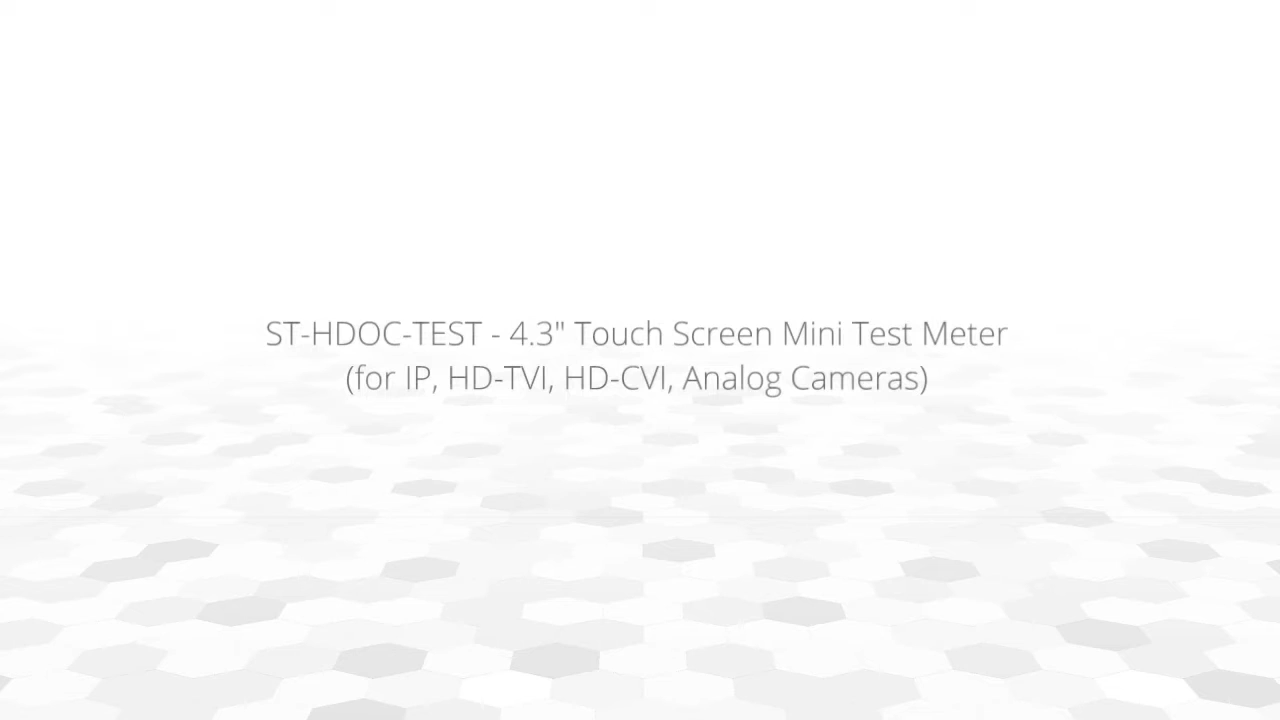 ST-HDOC-TEST - 4.3" Touch Screen Mini Test Meter
(for IP, HD-TVI, HD-CVI, Analog Cameras)